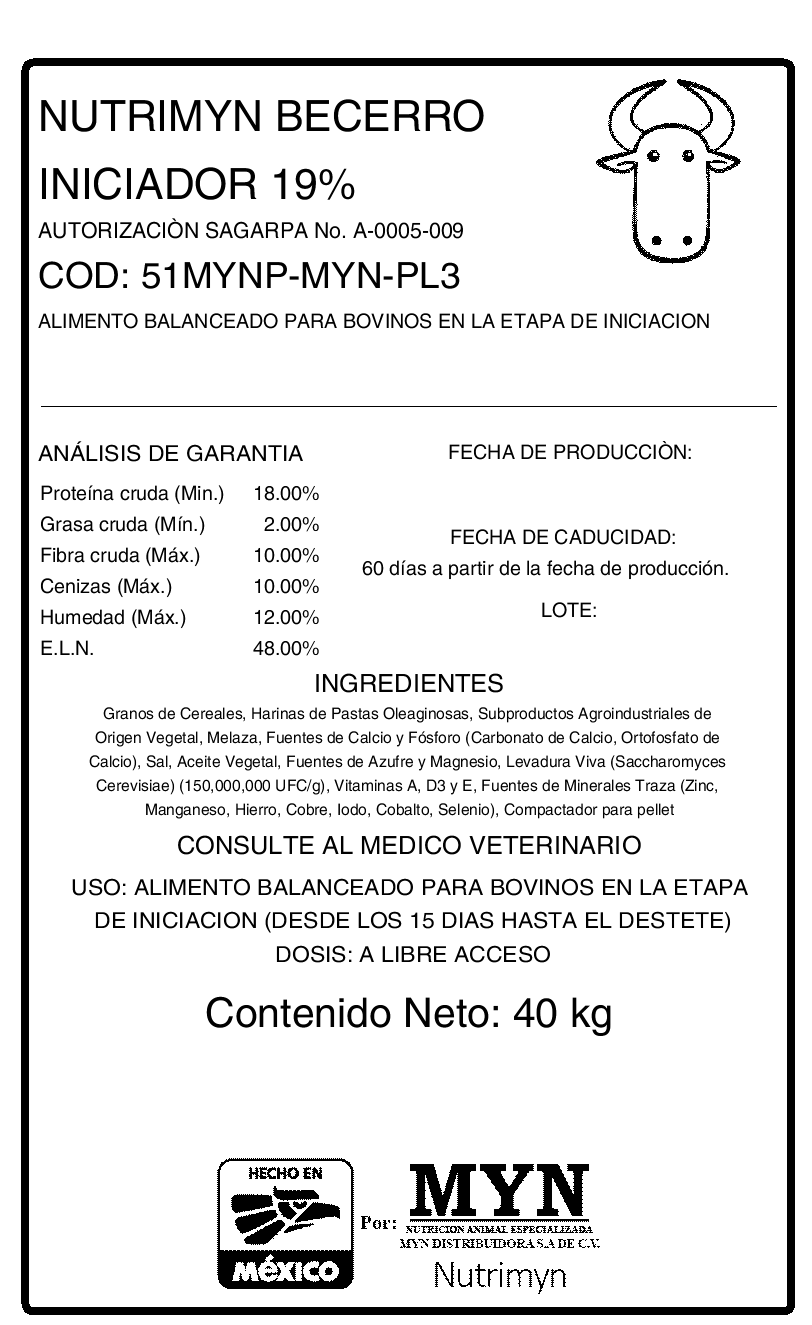 NUTRIMYN BECERRO
INICIADOR 19%
AUTORIZACIÒN SAGARPA No. A-0005-009
COD: 51MYNP-MYN-PL3
ALIMENTO BALANCEADO PARA BOVINOS EN LA ETAPA DE INICIACION
ANÁLISIS DE GARANTIA
Proteína cruda (Min.) 18.00%
Grasa cruda (Mín.) 2.00%
Fibra cruda (Máx.) 10.00%
Cenizas (Máx.) 10.00%
Humedad (Máx.) 12.00%
E.L.N. 48.00%
FECHA DE PRODUCCIÒN:
FECHA DE CADUCIDAD:
60 días a partir de la fecha de producción.
LOTE:
INGREDIENTES
Granos de Cereales, Harinas de Pastas Oleaginosas, Subproductos Agroindustriales de
Origen Vegetal, Melaza, Fuentes de Calcio y Fósforo (Carbonato de Calcio, Ortofosfato de
Calcio), Sal, Aceite Vegetal, Fuentes de Azufre y Magnesio, Levadura Viva (Saccharomyces
Cerevisiae) (150,000,000 UFC/g), Vitaminas A, D3 y E, Fuentes de Minerales Traza (Zinc,
Manganeso, Hierro, Cobre, Iodo, Cobalto, Selenio), Compactador para pellet
CONSULTE AL MEDICO VETERINARIO
USO: ALIMENTO BALANCEADO PARA BOVINOS EN LA ETAPA
DE INICIACION (DESDE LOS 15 DIAS HASTA EL DESTETE)
DOSIS: A LIBRE ACCESO
Contenido Neto: 40 kg
HECHO EN
MéXICO
Por:
MYN
NUTRICION ANIMAL ESPECIALIZADA
MYN DISTRIBUIDORA S.A DE C.V.
Nutrimyn